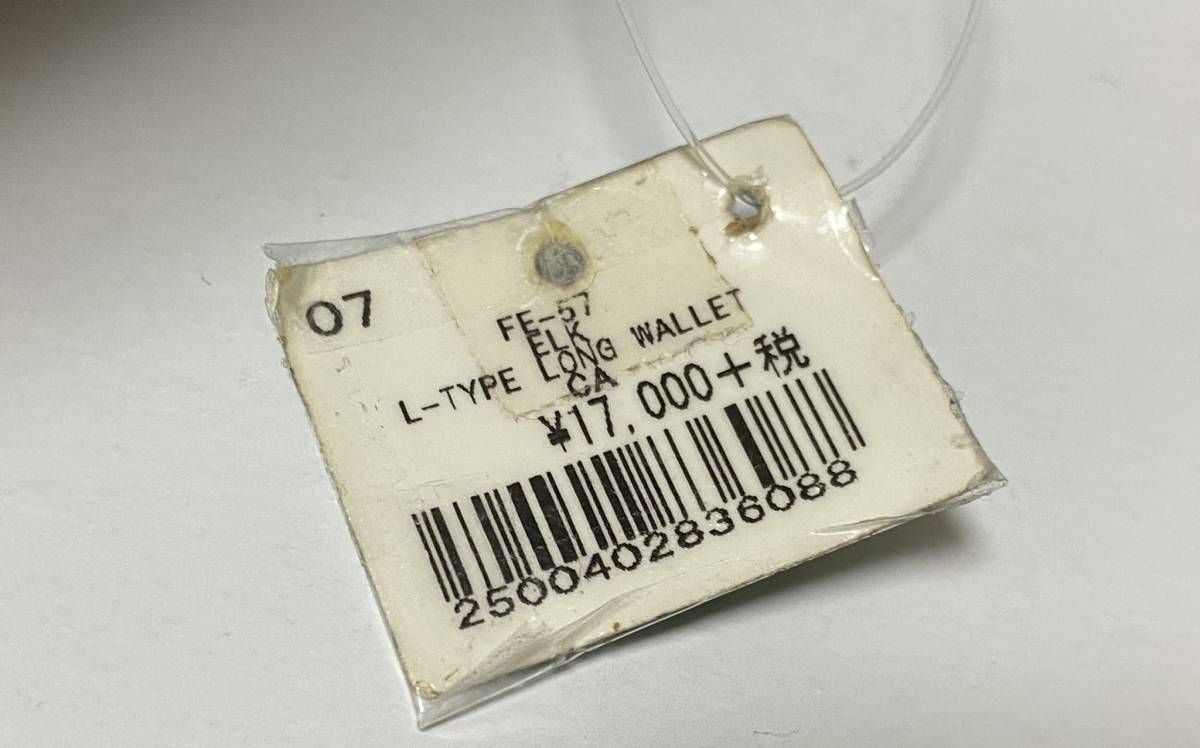 07
FE-57
ELK
L-TYPE LONG WALLET
CA
¥17,000+税
2500402836088